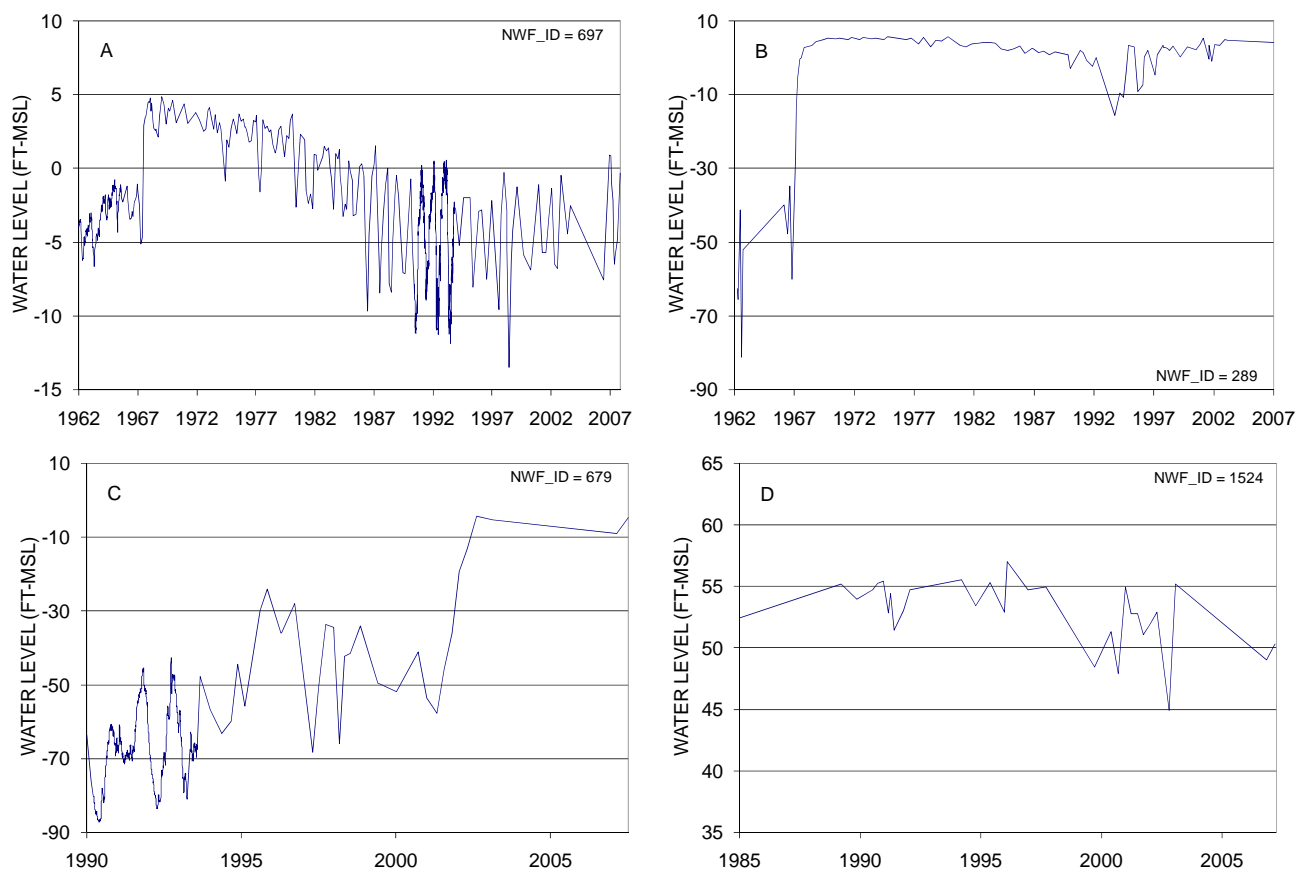 A
NWF_ID = 697
WATER LEVEL (FT-MSL)
10
5
0
-5
-10
-15
1962 1967 1972 1977 1982 1987 1992 1997 2002 2007
B
NWF_ID = 289
WATER LEVEL (FT-MSL)
10
-10
-30
-50
-70
-90
1962 1967 1972 1977 1982 1987 1992 1997 2002 2007
C
NWF_ID = 679
WATER LEVEL (FT-MSL)
10
-10
-30
-50
-70
-90
1990 1995 2000 2005
D
NWF_ID = 1524
WATER LEVEL (FT-MSL)
65
60
55
50
45
40
35
1985 1990 1995 2000 2005